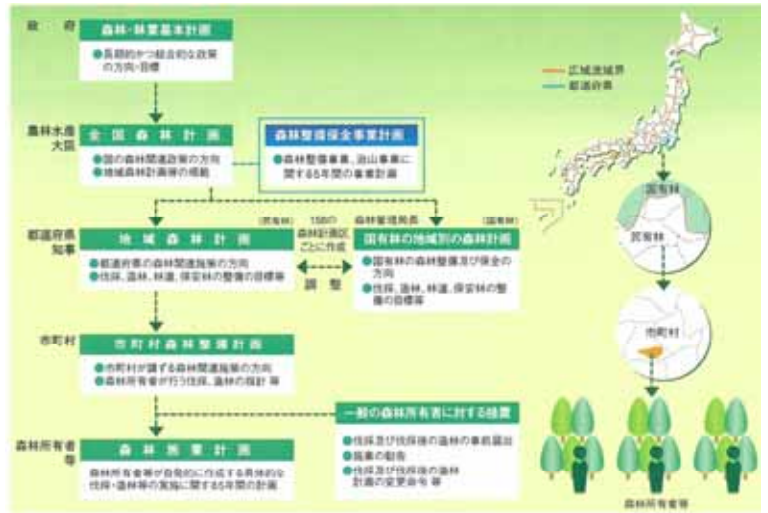 政府
森林・林業基本計画
●長期的かつ総合的な政策
の方向・目標
農林水産
大臣
全国森林計画
●国の森林関連政策の方向
●地域森林計画等の規範
森林整備保全事業計画
●森林整備事業、治山事業に
関する5年間の事業計画
都道府県
知事
(民有林)
地域森林計画
●都道府県の森林関連施策の方向
●伐採、造林、林道、保安林の整備の目標等
158の
森林計画区
ごとに作成
調整
森林管理局長
(国有林)
国有林の地域別の森林計画
●国有林の森林整備及び保全の
方向
●伐採、造林、林道、保安林の整
備の目標等
市町村
市町村森林整備計画
●市町村が講ずる森林関連施策の方向
●森林所有者が行う伐採、造林の指針 等
一般の森林所有者に対する措置
●伐採及び伐採後の造林の事前届出
●施業の勧告
●伐採及び伐採後の造林
計画の変更命令 等
森林所有者
等
森林施業計画
森林所有者等が自発的に作成する具体的な
伐採・造林等の実施に関する5年間の計画
広域流域界
都道府県
国有林
民有林
市町村
森林所有者等